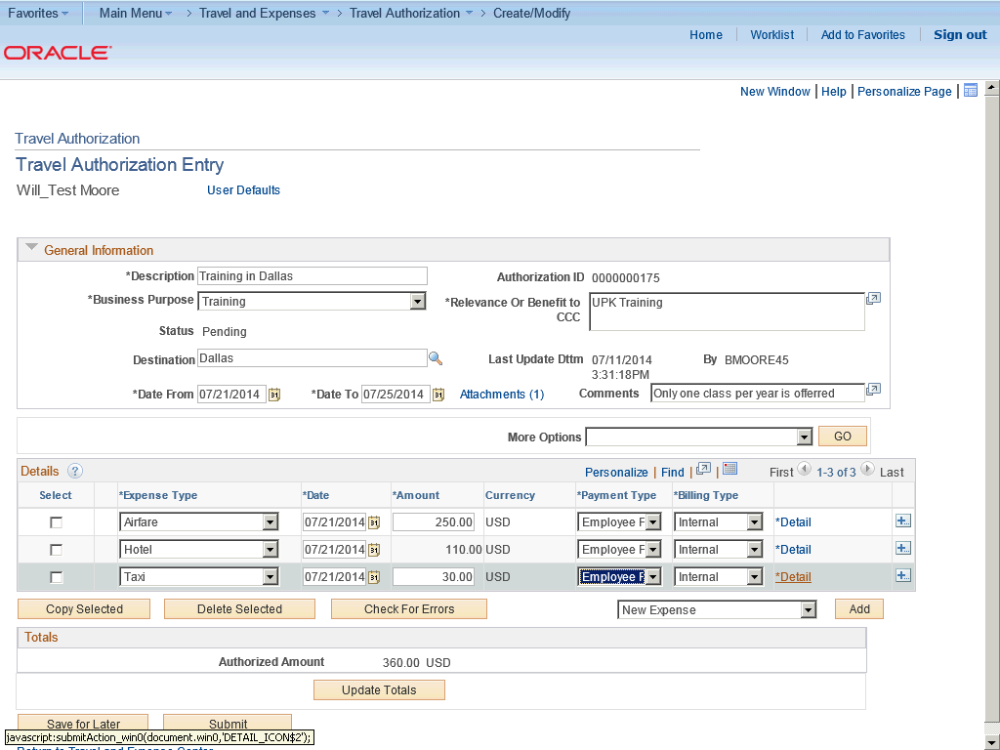 Favorites Main Menu > Travel and Expenses > Travel Authorization > Create/Modify
Home Worklist Add to Favorites Sign out
ORACLE
New Window | Help | Personalize Page |
Travel Authorization
Travel Authorization Entry
Will_Test Moore User Defaults
General Information
*Description Training in Dallas Authorization ID 0000000175
*Business Purpose Training *Relevance Or Benefit to CCC UPK Training
Status Pending
Destination Dallas Last Update Dttm 07/11/2014 3:31:18PM By BMOORE45
*Date From 07/21/2014 *Date To 07/25/2014 Attachments (1) Comments Only one class per year is offerred
More Options GO
Details Personalize | Find | | First 1-3 of 3 Last
Select *Expense Type *Date *Amount Currency *Payment Type *Billing Type
Airfare 07/21/2014 250.00 USD Employee P Internal *Detail
Hotel 07/21/2014 110.00 USD Employee P Internal *Detail
Taxi 07/21/2014 30.00 USD Employee P Internal *Detail
Copy Selected Delete Selected Check For Errors New Expense Add
Totals
Authorized Amount 360.00 USD
Update Totals
Save for Later Submit
javascript:submitAction_win0(document.win0,'DETAIL_ICON$2');
Return to Travel and Expense Center